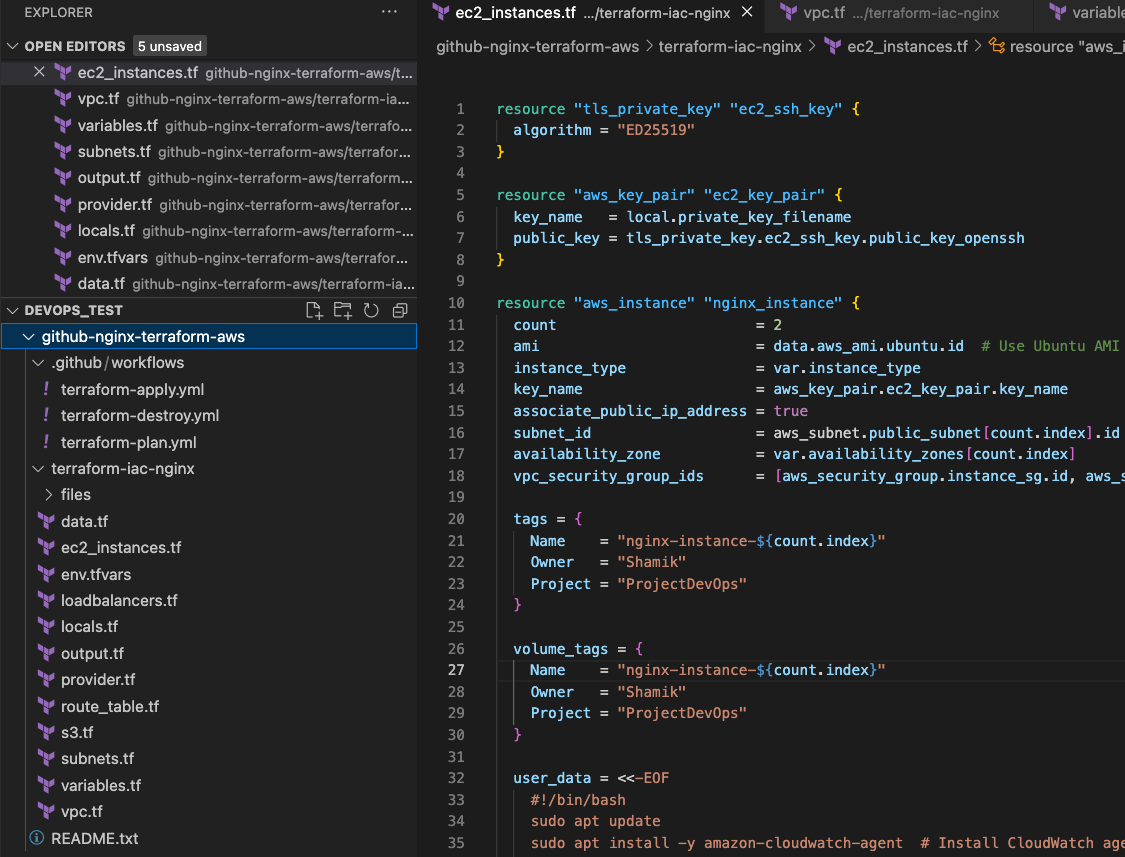 EXPLORER
OPEN EDITORS 5 unsaved
ec2_instances.tf github-nginx-terraform-aws/t...
vpc.tf github-nginx-terraform-aws/terraform-ia...
variables.tf github-nginx-terraform-aws/terrafo...
subnets.tf github-nginx-terraform-aws/terrafor...
output.tf github-nginx-terraform-aws/terraform...
provider.tf github-nginx-terraform-aws/terrafor...
locals.tf github-nginx-terraform-aws/terraform-...
env.tfvars github-nginx-terraform-aws/terrafor...
data.tf github-nginx-terraform-aws/terraform-ia...
DEVOPS_TEST
github-nginx-terraform-aws
.github/workflows
! terraform-apply.yml
! terraform-destroy.yml
! terraform-plan.yml
terraform-iac-nginx
files
data.tf
ec2_instances.tf
env.tfvars
loadbalancers.tf
locals.tf
output.tf
provider.tf
route_table.tf
s3.tf
subnets.tf
variables.tf
vpc.tf
README.txt
ec2_instances.tf .../terraform-iac-nginx vpc.tf .../terraform-iac-nginx variable
github-nginx-terraform-aws > terraform-iac-nginx > ec2_instances.tf > resource "aws_i
1 resource "tls_private_key" "ec2_ssh_key" {
2 algorithm = "ED25519"
3 }
4
5 resource "aws_key_pair" "ec2_key_pair" {
6 key_name = local.private_key_filename
7 public_key = tls_private_key.ec2_ssh_key.public_key_openssh
8 }
9
10 resource "aws_instance" "nginx_instance" {
11 count = 2
12 ami = data.aws_ami.ubuntu.id # Use Ubuntu AMI
13 instance_type = var.instance_type
14 key_name = aws_key_pair.ec2_key_pair.key_name
15 associate_public_ip_address = true
16 subnet_id = aws_subnet.public_subnet[count.index].id
17 availability_zone = var.availability_zones[count.index]
18 vpc_security_group_ids = [aws_security_group.instance_sg.id, aws_s
19
20 tags = {
21 Name = "nginx-instance-${count.index}"
22 Owner = "Shamik"
23 Project = "ProjectDevOps"
24 }
25
26 volume_tags = {
27 Name = "nginx-instance-${count.index}"
28 Owner = "Shamik"
29 Project = "ProjectDevOps"
30 }
31
32 user_data = <<-EOF
33 #!/bin/bash
34 sudo apt update
35 sudo apt install -y amazon-cloudwatch-agent # Install CloudWatch age